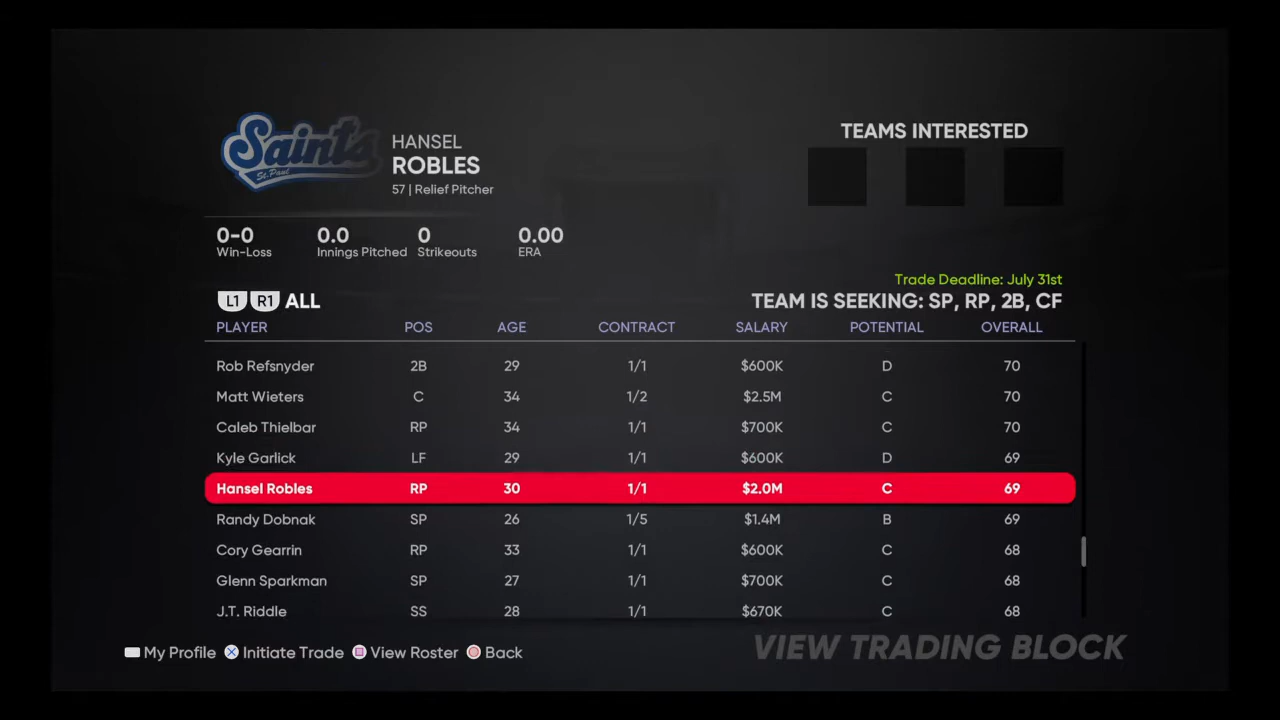 Saints
St. Paul
HANSEL
ROBLES
57 | Relief Pitcher
TEAMS INTERESTED
0-0 0.0 0 0.00
Win-Loss Innings Pitched Strikeouts ERA
Trade Deadline: July 31st
L1 R1 ALL TEAM IS SEEKING: SP, RP, 2B, CF
PLAYER POS AGE CONTRACT SALARY POTENTIAL OVERALL
Rob Refsnyder 2B 29 1/1 $600K D 70
Matt Wieters C 34 1/2 $2.5M C 70
Caleb Thielbar RP 34 1/1 $700K C 70
Kyle Garlick LF 29 1/1 $600K D 69
Hansel Robles RP 30 1/1 $2.0M C 69
Randy Dobnak SP 26 1/5 $1.4M B 69
Cory Gearrin RP 33 1/1 $600K C 68
Glenn Sparkman SP 27 1/1 $700K C 68
J.T. Riddle SS 28 1/1 $670K C 68
My Profile Initiate Trade View Roster Back VIEW TRADING BLOCK